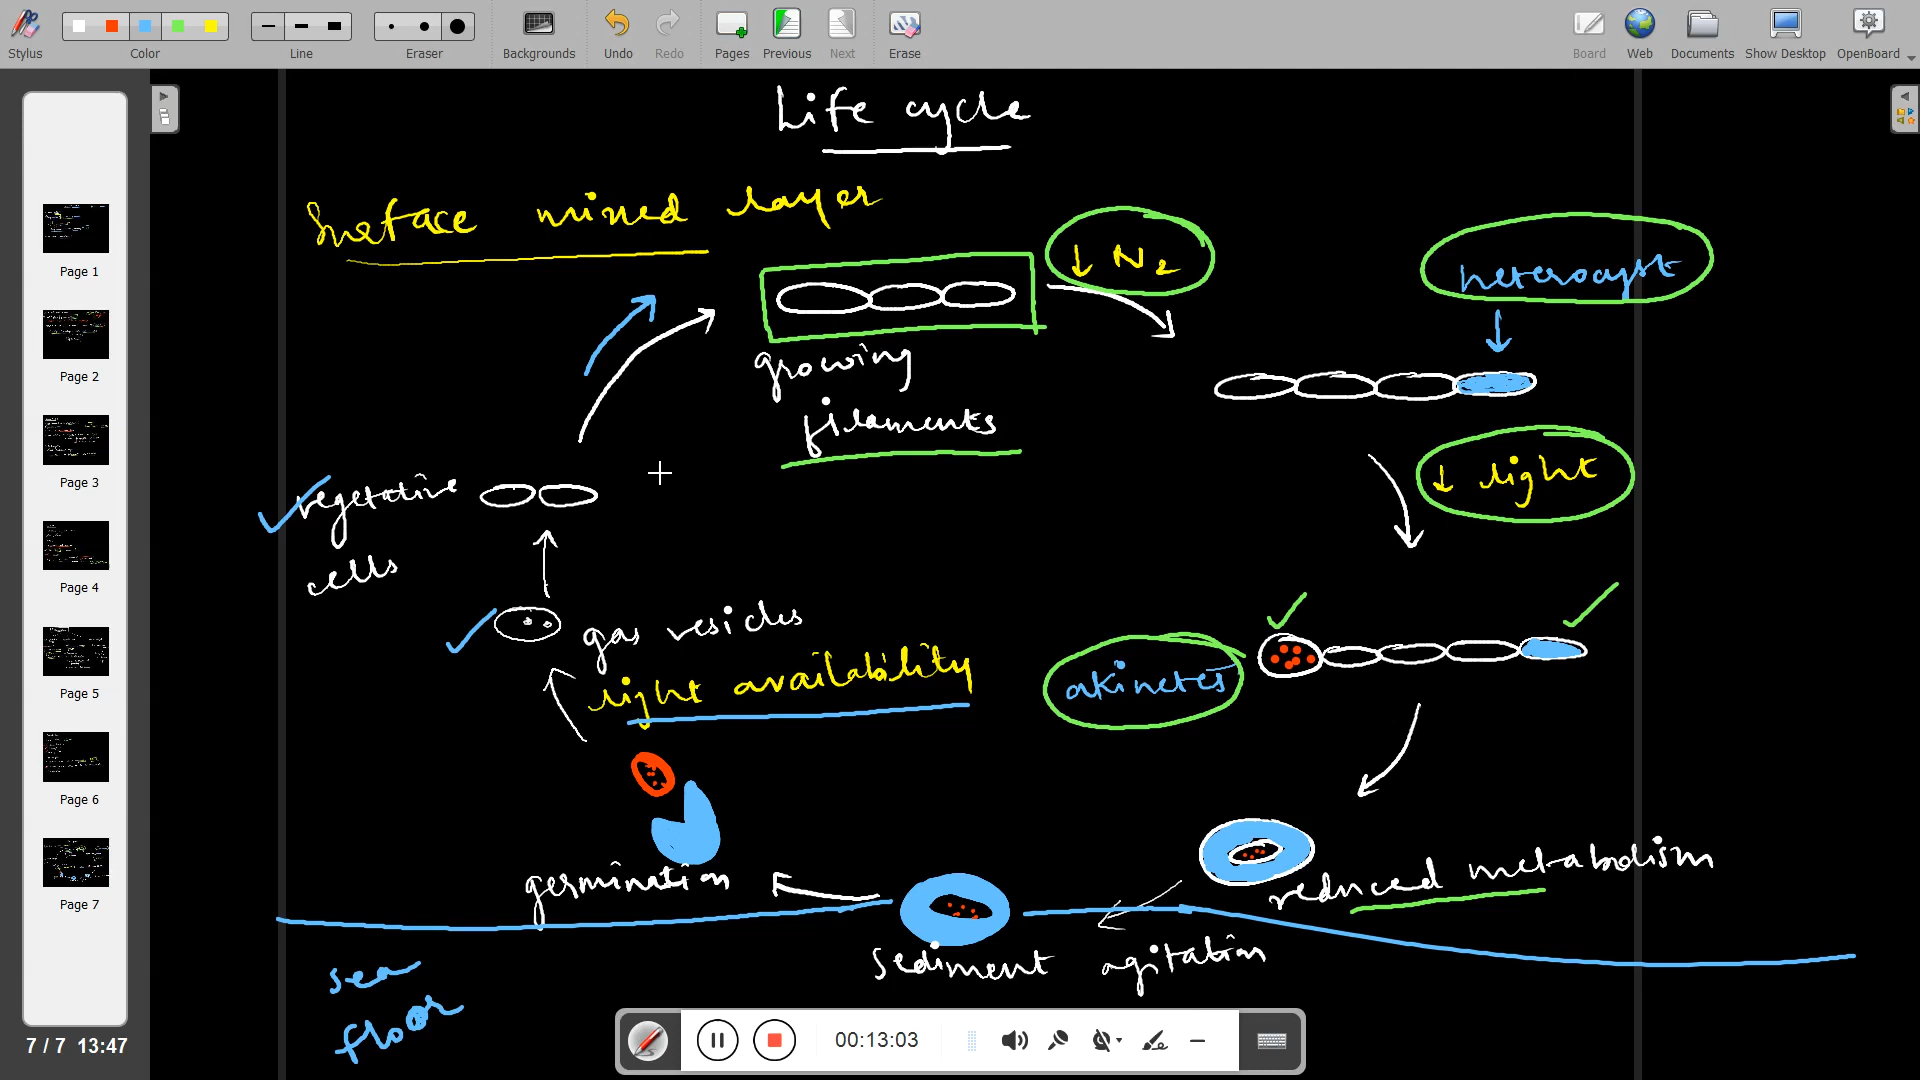 Stylus
Color
Line
Eraser
Backgrounds
Undo
Redo
Pages
Previous
Next
Erase
Board
Web
Documents
Show Desktop
OpenBoard
Page 1
Page 2
Page 3
Page 4
Page 5
Page 6
Page 7
7 / 7 13:47
Life cycle
Surface mixed layer
↓ N2
heterocyst
growing
filaments
↓ light
vegetative
cells
gas vesicles
light availability
akinetes
germination
reduced metabolism
sediment agitation
sea
floor
00:13:03